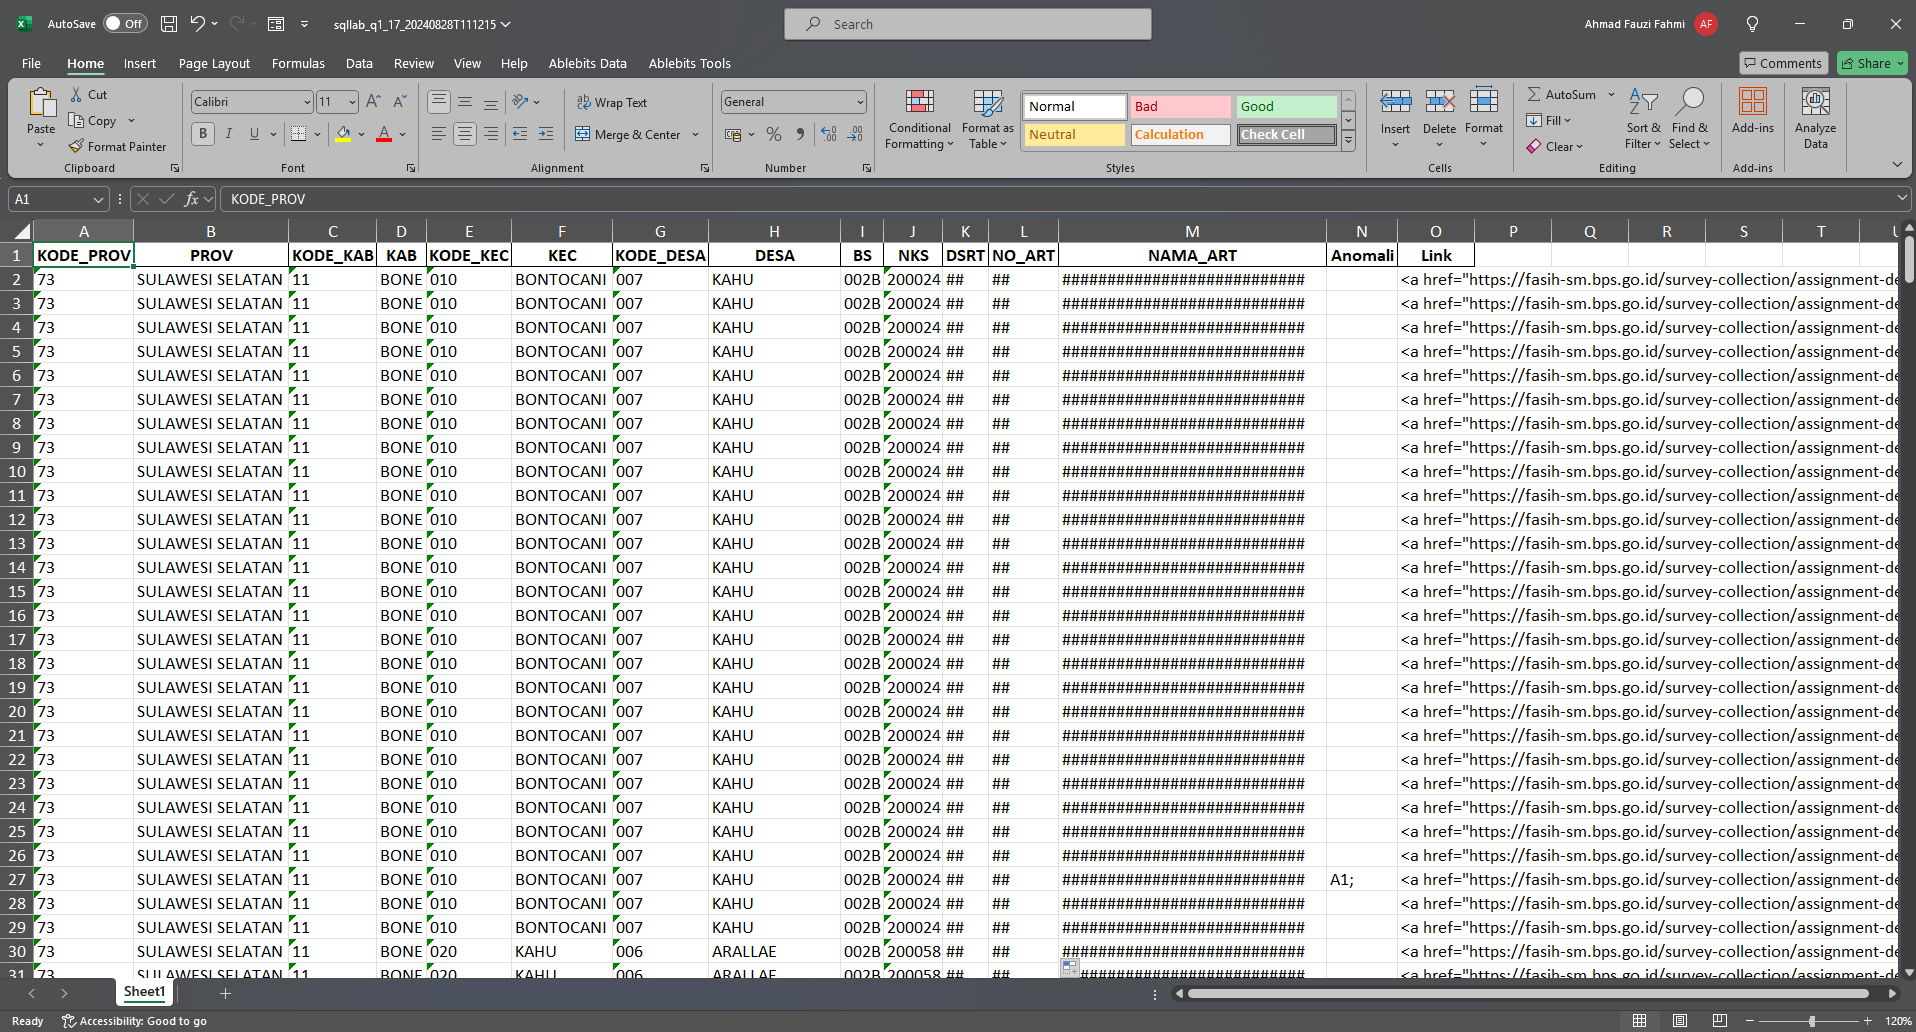 AutoSave Off sqllab_q1_17_20240828T111215 Search Ahmad Fauzi Fahmi AF
File Home Insert Page Layout Formulas Data Review View Help Ablebits Data Ablebits Tools Comments Share
Paste Cut Copy Format Painter Clipboard
Calibri 11 B I U A Font
Wrap Text Merge & Center Alignment
General % Number
Conditional Formatting Format as Table Normal Bad Good Neutral Calculation Check Cell Styles
Insert Delete Format Cells
AutoSum Fill Clear Sort & Filter Find & Select Editing
Add-ins Add-ins
Analyze Data
A1 fx KODE_PROV
A B C D E F G H I J K L M N O P Q R S T
1 KODE_PROV PROV KODE_KAB KAB KODE_KEC KEC KODE_DESA DESA BS NKS DSRT NO_ART NAMA_ART Anomali Link
2 73 SULAWESI SELATAN 11 BONE 010 BONTOCANI 007 KAHU 002B 200024 ## ## ########################### <a href="https://fasih-sm.bps.go.id/survey-collection/assignment-de
3 73 SULAWESI SELATAN 11 BONE 010 BONTOCANI 007 KAHU 002B 200024 ## ## ########################### <a href="https://fasih-sm.bps.go.id/survey-collection/assignment-de
4 73 SULAWESI SELATAN 11 BONE 010 BONTOCANI 007 KAHU 002B 200024 ## ## ########################### <a href="https://fasih-sm.bps.go.id/survey-collection/assignment-de
5 73 SULAWESI SELATAN 11 BONE 010 BONTOCANI 007 KAHU 002B 200024 ## ## ########################### <a href="https://fasih-sm.bps.go.id/survey-collection/assignment-de
6 73 SULAWESI SELATAN 11 BONE 010 BONTOCANI 007 KAHU 002B 200024 ## ## ########################### <a href="https://fasih-sm.bps.go.id/survey-collection/assignment-de
7 73 SULAWESI SELATAN 11 BONE 010 BONTOCANI 007 KAHU 002B 200024 ## ## ########################### <a href="https://fasih-sm.bps.go.id/survey-collection/assignment-de
8 73 SULAWESI SELATAN 11 BONE 010 BONTOCANI 007 KAHU 002B 200024 ## ## ########################### <a href="https://fasih-sm.bps.go.id/survey-collection/assignment-de
9 73 SULAWESI SELATAN 11 BONE 010 BONTOCANI 007 KAHU 002B 200024 ## ## ########################### <a href="https://fasih-sm.bps.go.id/survey-collection/assignment-de
10 73 SULAWESI SELATAN 11 BONE 010 BONTOCANI 007 KAHU 002B 200024 ## ## ########################### <a href="https://fasih-sm.bps.go.id/survey-collection/assignment-de
11 73 SULAWESI SELATAN 11 BONE 010 BONTOCANI 007 KAHU 002B 200024 ## ## ########################### <a href="https://fasih-sm.bps.go.id/survey-collection/assignment-de
12 73 SULAWESI SELATAN 11 BONE 010 BONTOCANI 007 KAHU 002B 200024 ## ## ########################### <a href="https://fasih-sm.bps.go.id/survey-collection/assignment-de
13 73 SULAWESI SELATAN 11 BONE 010 BONTOCANI 007 KAHU 002B 200024 ## ## ########################### <a href="https://fasih-sm.bps.go.id/survey-collection/assignment-de
14 73 SULAWESI SELATAN 11 BONE 010 BONTOCANI 007 KAHU 002B 200024 ## ## ########################### <a href="https://fasih-sm.bps.go.id/survey-collection/assignment-de
15 73 SULAWESI SELATAN 11 BONE 010 BONTOCANI 007 KAHU 002B 200024 ## ## ########################### <a href="https://fasih-sm.bps.go.id/survey-collection/assignment-de
16 73 SULAWESI SELATAN 11 BONE 010 BONTOCANI 007 KAHU 002B 200024 ## ## ########################### <a href="https://fasih-sm.bps.go.id/survey-collection/assignment-de
17 73 SULAWESI SELATAN 11 BONE 010 BONTOCANI 007 KAHU 002B 200024 ## ## ########################### <a href="https://fasih-sm.bps.go.id/survey-collection/assignment-de
18 73 SULAWESI SELATAN 11 BONE 010 BONTOCANI 007 KAHU 002B 200024 ## ## ########################### <a href="https://fasih-sm.bps.go.id/survey-collection/assignment-de
19 73 SULAWESI SELATAN 11 BONE 010 BONTOCANI 007 KAHU 002B 200024 ## ## ########################### <a href="https://fasih-sm.bps.go.id/survey-collection/assignment-de
20 73 SULAWESI SELATAN 11 BONE 010 BONTOCANI 007 KAHU 002B 200024 ## ## ########################### <a href="https://fasih-sm.bps.go.id/survey-collection/assignment-de
21 73 SULAWESI SELATAN 11 BONE 010 BONTOCANI 007 KAHU 002B 200024 ## ## ########################### <a href="https://fasih-sm.bps.go.id/survey-collection/assignment-de
22 73 SULAWESI SELATAN 11 BONE 010 BONTOCANI 007 KAHU 002B 200024 ## ## ########################### <a href="https://fasih-sm.bps.go.id/survey-collection/assignment-de
23 73 SULAWESI SELATAN 11 BONE 010 BONTOCANI 007 KAHU 002B 200024 ## ## ########################### <a href="https://fasih-sm.bps.go.id/survey-collection/assignment-de
24 73 SULAWESI SELATAN 11 BONE 010 BONTOCANI 007 KAHU 002B 200024 ## ## ########################### <a href="https://fasih-sm.bps.go.id/survey-collection/assignment-de
25 73 SULAWESI SELATAN 11 BONE 010 BONTOCANI 007 KAHU 002B 200024 ## ## ########################### <a href="https://fasih-sm.bps.go.id/survey-collection/assignment-de
26 73 SULAWESI SELATAN 11 BONE 010 BONTOCANI 007 KAHU 002B 200024 ## ## ########################### <a href="https://fasih-sm.bps.go.id/survey-collection/assignment-de
27 73 SULAWESI SELATAN 11 BONE 010 BONTOCANI 007 KAHU 002B 200024 ## ## ########################### A1; <a href="https://fasih-sm.bps.go.id/survey-collection/assignment-de
28 73 SULAWESI SELATAN 11 BONE 010 BONTOCANI 007 KAHU 002B 200024 ## ## ########################### <a href="https://fasih-sm.bps.go.id/survey-collection/assignment-de
29 73 SULAWESI SELATAN 11 BONE 010 BONTOCANI 007 KAHU 002B 200024 ## ## ########################### <a href="https://fasih-sm.bps.go.id/survey-collection/assignment-de
30 73 SULAWESI SELATAN 11 BONE 020 KAHU 006 ARALLAE 002B 200058 ## ## ########################### <a href="https://fasih-sm.bps.go.id/survey-collection/assignment-de
31 73 SULAWESI SELATAN 11 BONE 020 KAHU 006 ARALLAE 002B 200058 ## ## ######################### <a href="https://fasih-sm.bps.go.id/survey-collection/assignment-de
Sheet1
Ready Accessibility: Good to go 120%